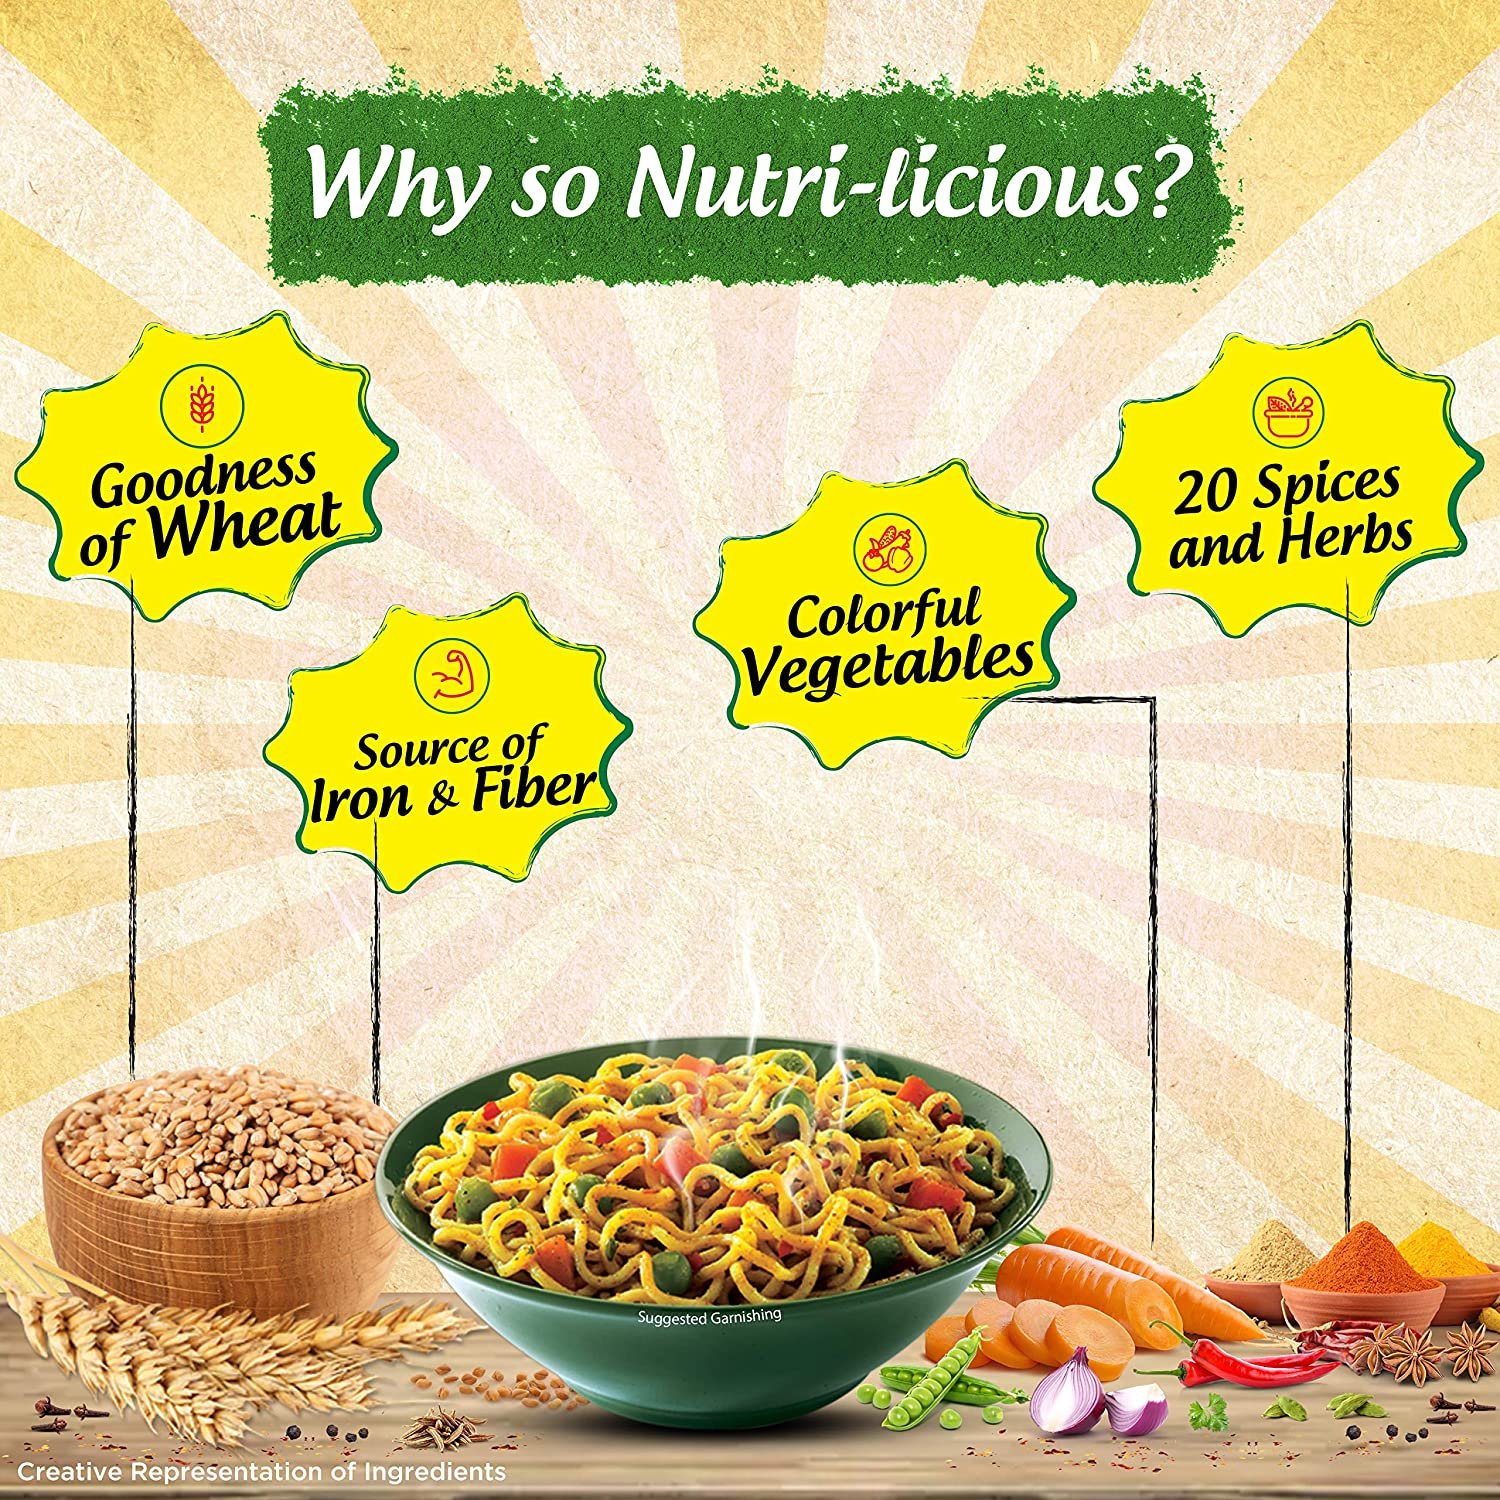 Why so Nutri-licious?
Goodness
of Wheat
Source of
Iron & Fiber
Colorful
Vegetables
20 Spices
and Herbs
Suggested Garnishing
Creative Representation of Ingredients